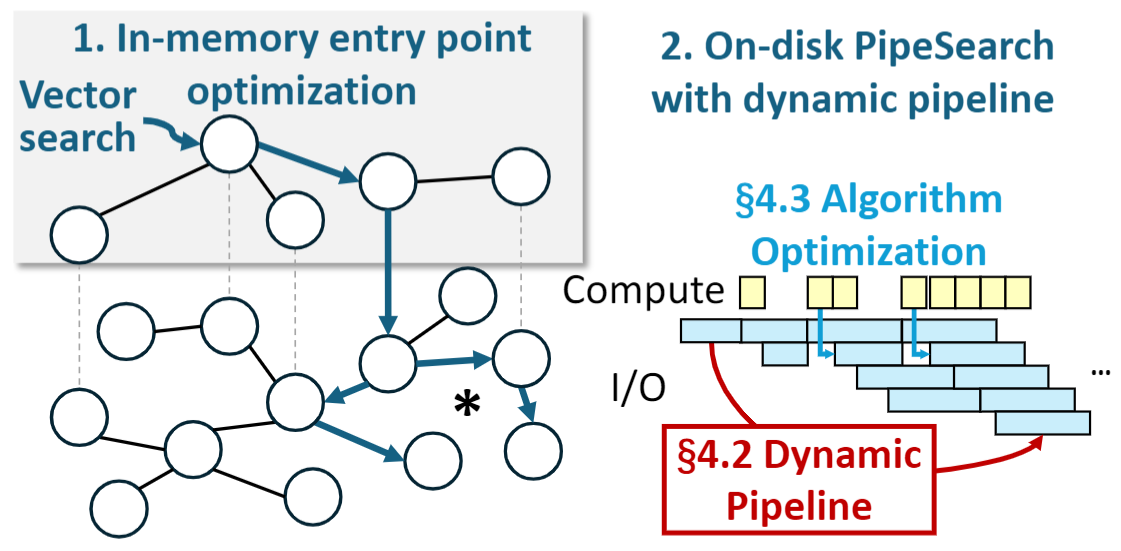 1. In-memory entry point
optimization
Vector
search
*
2. On-disk PipeSearch
with dynamic pipeline
§4.3 Algorithm
Optimization
Compute
I/O
...
§4.2 Dynamic
Pipeline